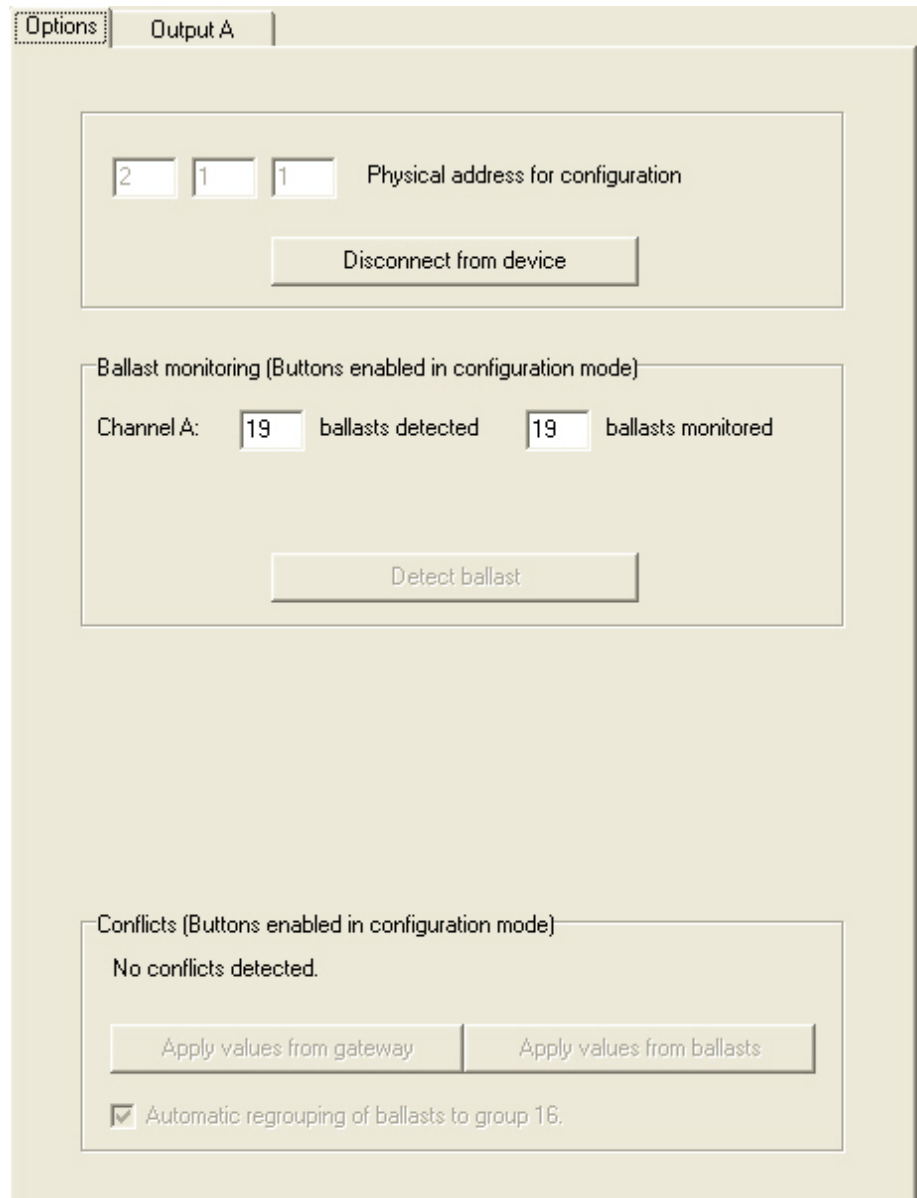 Options Output A
2 1 1 Physical address for configuration
Disconnect from device
Ballast monitoring (Buttons enabled in configuration mode)
Channel A: 19 ballasts detected 19 ballasts monitored
Detect ballast
Conflicts (Buttons enabled in configuration mode)
No conflicts detected.
Apply values from gateway Apply values from ballasts
Automatic regrouping of ballasts to group 16.